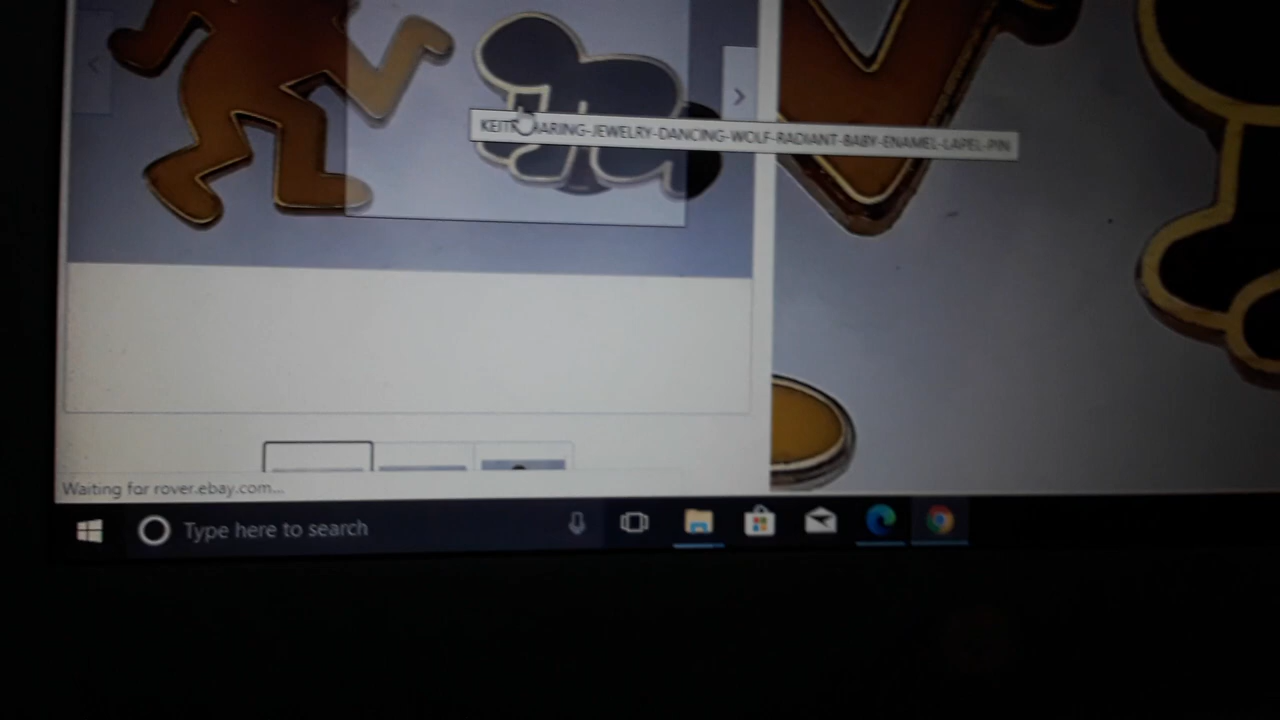 KEITH-HARING-JEWELRY-DANCING-WOLF-RADIANT-BABY-ENAMEL-LAPEL-PIN
Waiting for rover.ebay.com...
Type here to search